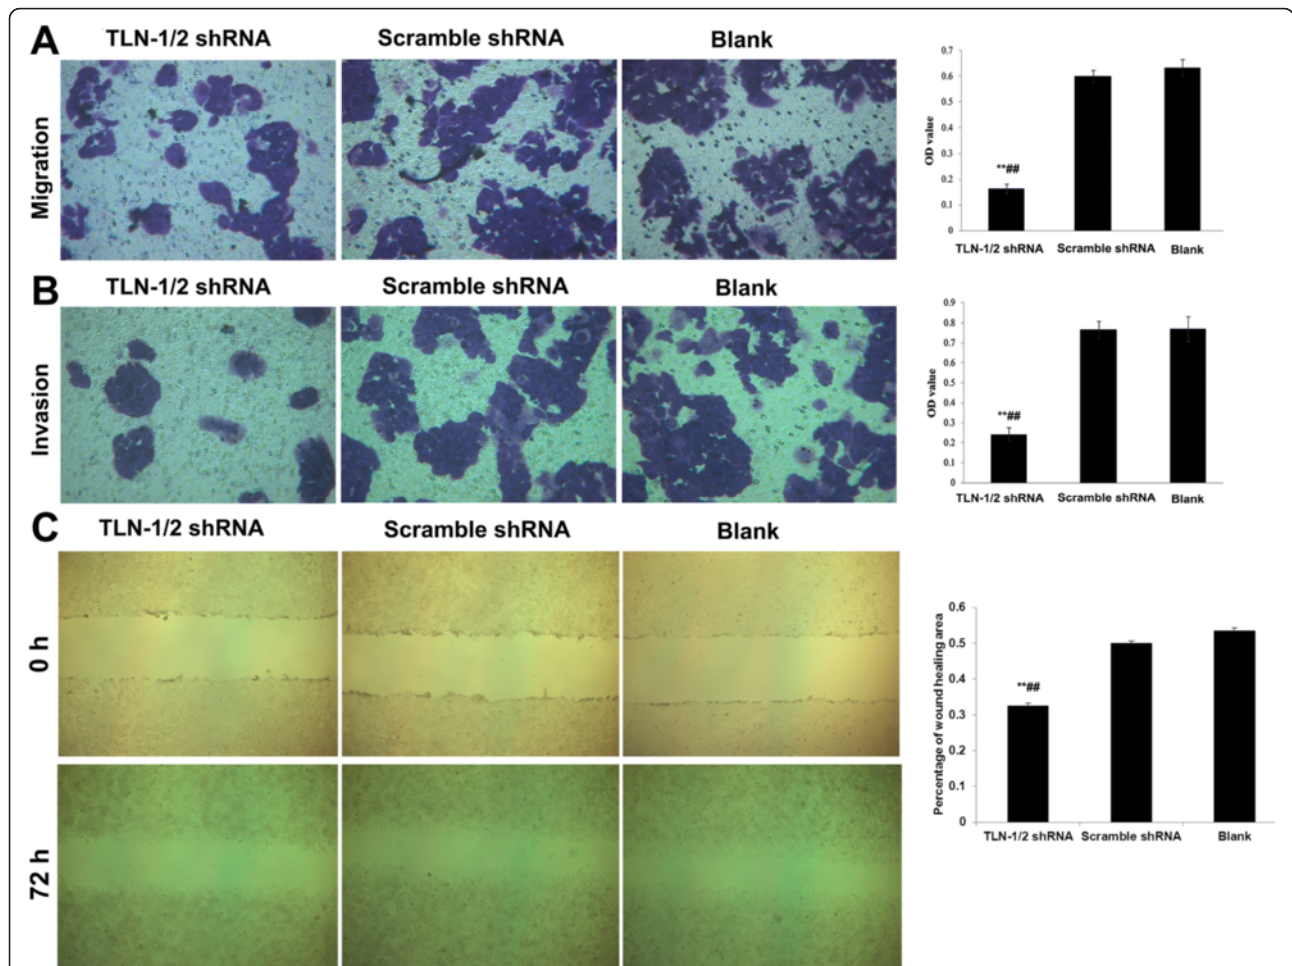 A
TLN-1/2 shRNA
Scramble shRNA
Blank
Migration
OD value
0.7
0.6
0.5
0.4
0.3
0.2
0.1
0
**##
TLN-1/2 shRNA
Scramble shRNA
Blank
B
TLN-1/2 shRNA
Scramble shRNA
Blank
Invasion
OD value
0.9
0.8
0.7
0.6
0.5
0.4
0.3
0.2
0.1
0
**##
TLN-1/2 shRNA
Scramble shRNA
Blank
C
TLN-1/2 shRNA
Scramble shRNA
Blank
0 h
72 h
Percentage of wound healing area
0.6
0.5
0.4
0.3
0.2
0.1
0
**##
TLN-1/2 shRNA
Scramble shRNA
Blank